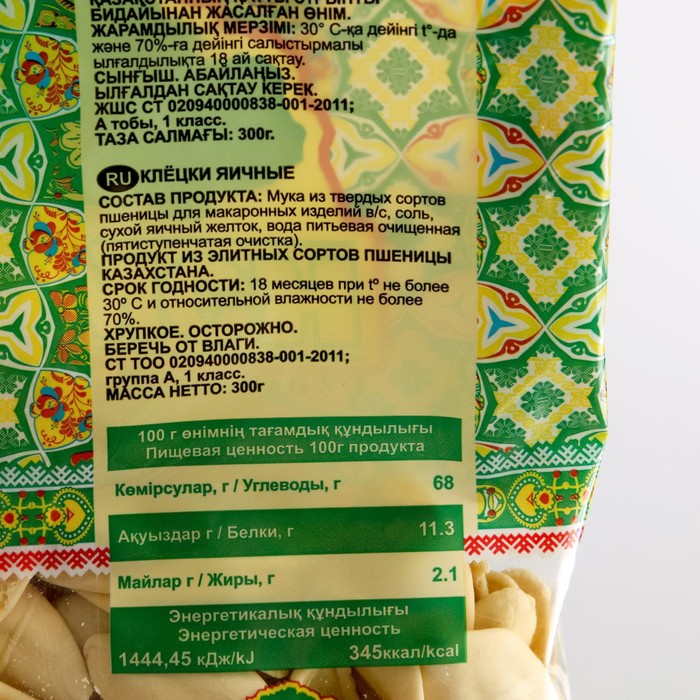 БИДАЙЫНАН ЖАСАЛҒАН ӨНІМ.
ЖАРАМДЫЛЫҚ МЕРЗІМІ: 30° С-қа дейінгі t°-да
және 70%-ға дейінгі салыстырмалы
ылғалдылықта 18 ай сақтау.
СЫНҒЫШ. АБАЙЛАҢЫЗ.
ЫЛҒАЛДАН САҚТАУ КЕРЕК.
ЖШС СТ 020940000838-001-2011;
А тобы, 1 класс.
ТАЗА САЛМАҒЫ: 300г.
RU КЛЁЦКИ ЯИЧНЫЕ
СОСТАВ ПРОДУКТА: Мука из твердых сортов
пшеницы для макаронных изделий в/с, соль,
сухой яичный желток, вода питьевая очищенная
(пятиступенчатая очистка).
ПРОДУКТ ИЗ ЭЛИТНЫХ СОРТОВ ПШЕНИЦЫ
КАЗАХСТАНА.
СРОК ГОДНОСТИ: 18 месяцев при t° не более
30° С и относительной влажности не более
70%.
ХРУПКОЕ. ОСТОРОЖНО.
БЕРЕЧЬ ОТ ВЛАГИ.
СТ ТОО 020940000838-001-2011;
группа А, 1 класс.
МАССА НЕТТО: 300г
100 г өнімнің тағамдық құндылығы
Пищевая ценность 100г продукта
Көмірсулар, г / Углеводы, г 68
Ақуыздар г / Белки, г 11.3
Майлар г / Жиры, г 2.1
Энергетикалық құндылығы
Энергетическая ценность
1444,45 кДж/kJ 345ккал/kcal